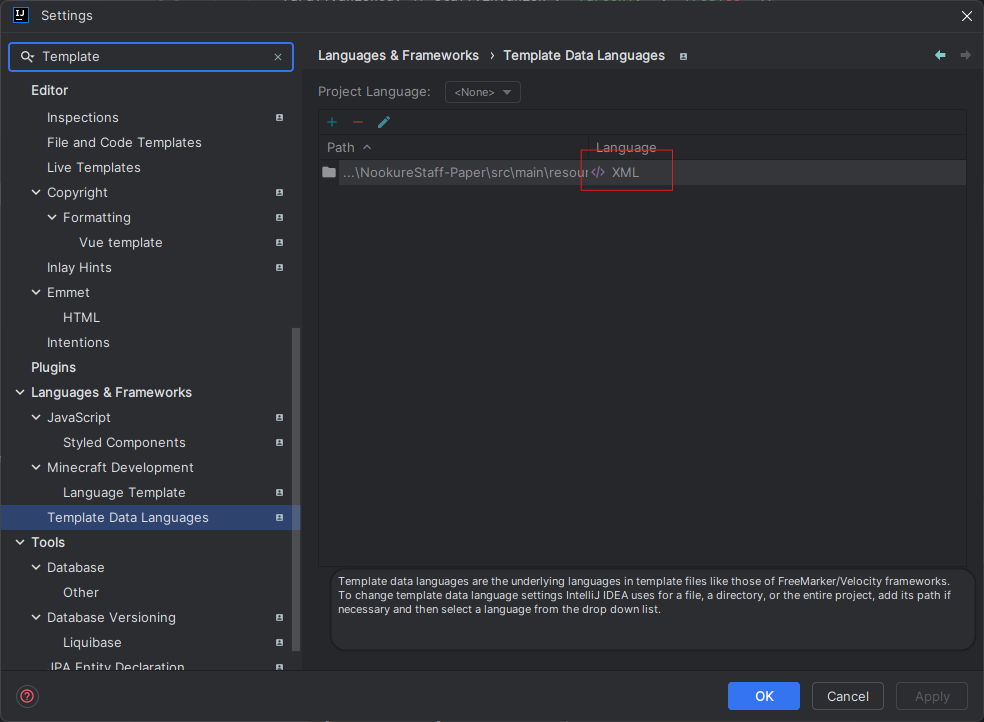 Settings
Template
Editor
Inspections
File and Code Templates
Live Templates
Copyright
Formatting
Vue template
Inlay Hints
Emmet
HTML
Intentions
Plugins
Languages & Frameworks
JavaScript
Styled Components
Minecraft Development
Language Template
Template Data Languages
Tools
Database
Other
Database Versioning
Liquibase
JPA Entity Declaration
Languages & Frameworks › Template Data Languages
Project Language: <None>
Path Language
...\NookureStaff-Paper\src\main\resour XML
Template data languages are the underlying languages in template files like those of FreeMarker/Velocity frameworks.
To change template data language settings IntelliJ IDEA uses for a file, a directory, or the entire project, add its path if
necessary and then select a language from the drop down list.
OK Cancel Apply